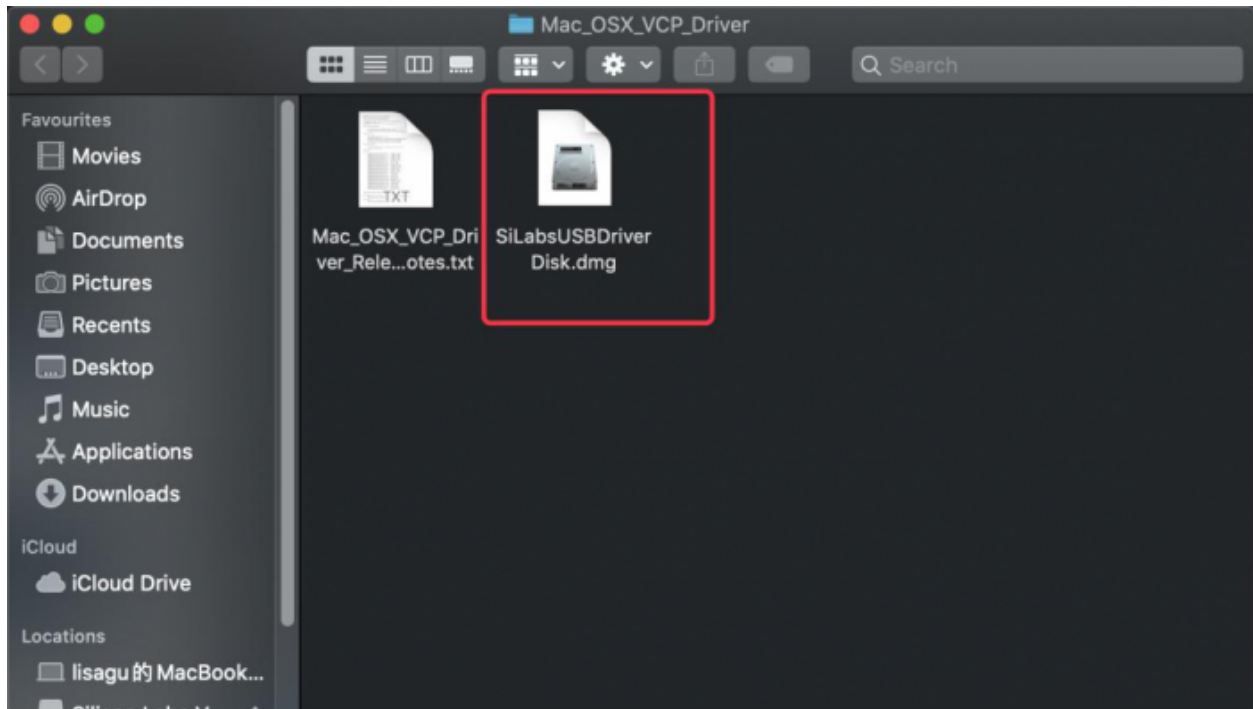 Mac_OSX_VCP_Driver
Search
Favourites
Movies
AirDrop
Documents
Pictures
Recents
Desktop
Music
Applications
Downloads
iCloud
iCloud Drive
Locations
lisagu的 MacBook...
TXT
Mac_OSX_VCP_Dri
ver_Rele...otes.txt
SiLabsUSBDriver
Disk.dmg